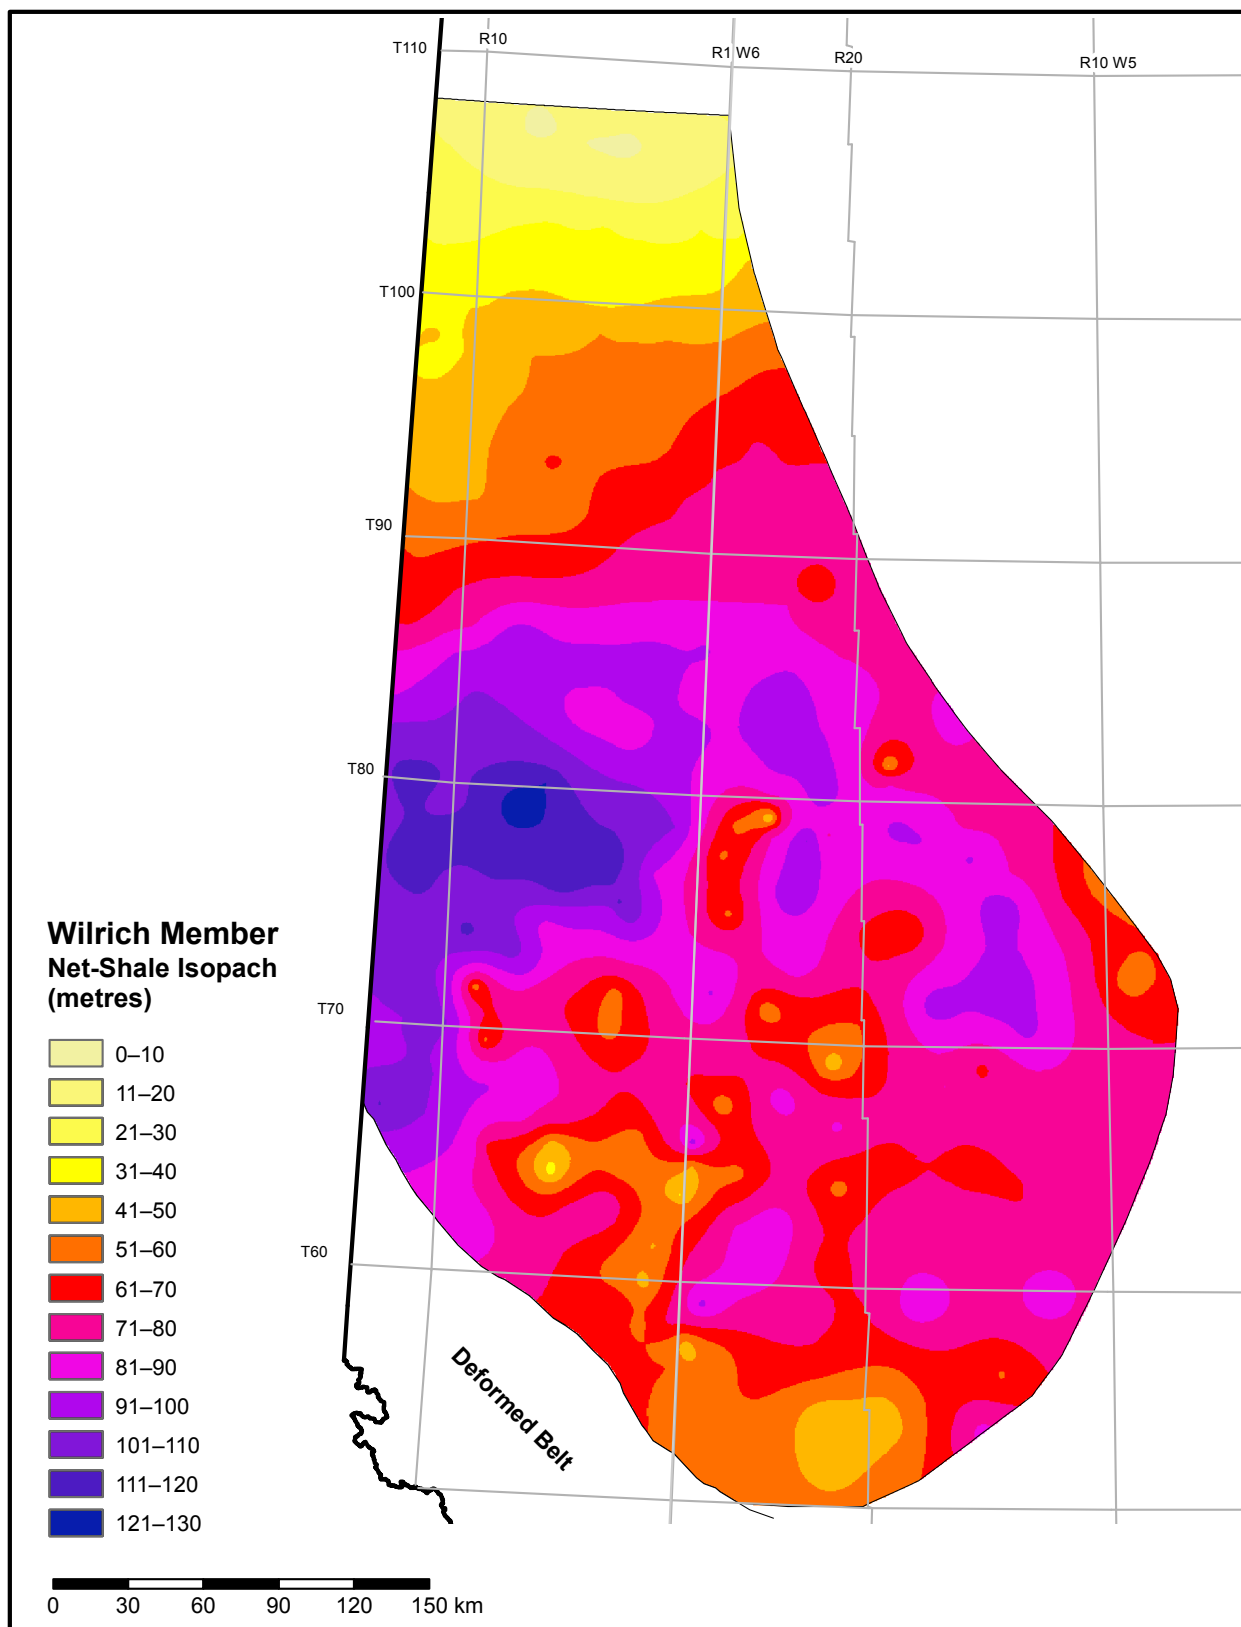 T110
R10
R1 W6
R20
R10 W5
T100
T90
T80
T70
T60
Wilrich Member
Net-Shale Isopach
(metres)
0–10
11–20
21–30
31–40
41–50
51–60
61–70
71–80
81–90
91–100
101–110
111–120
121–130
Deformed Belt
0 30 60 90 120 150 km